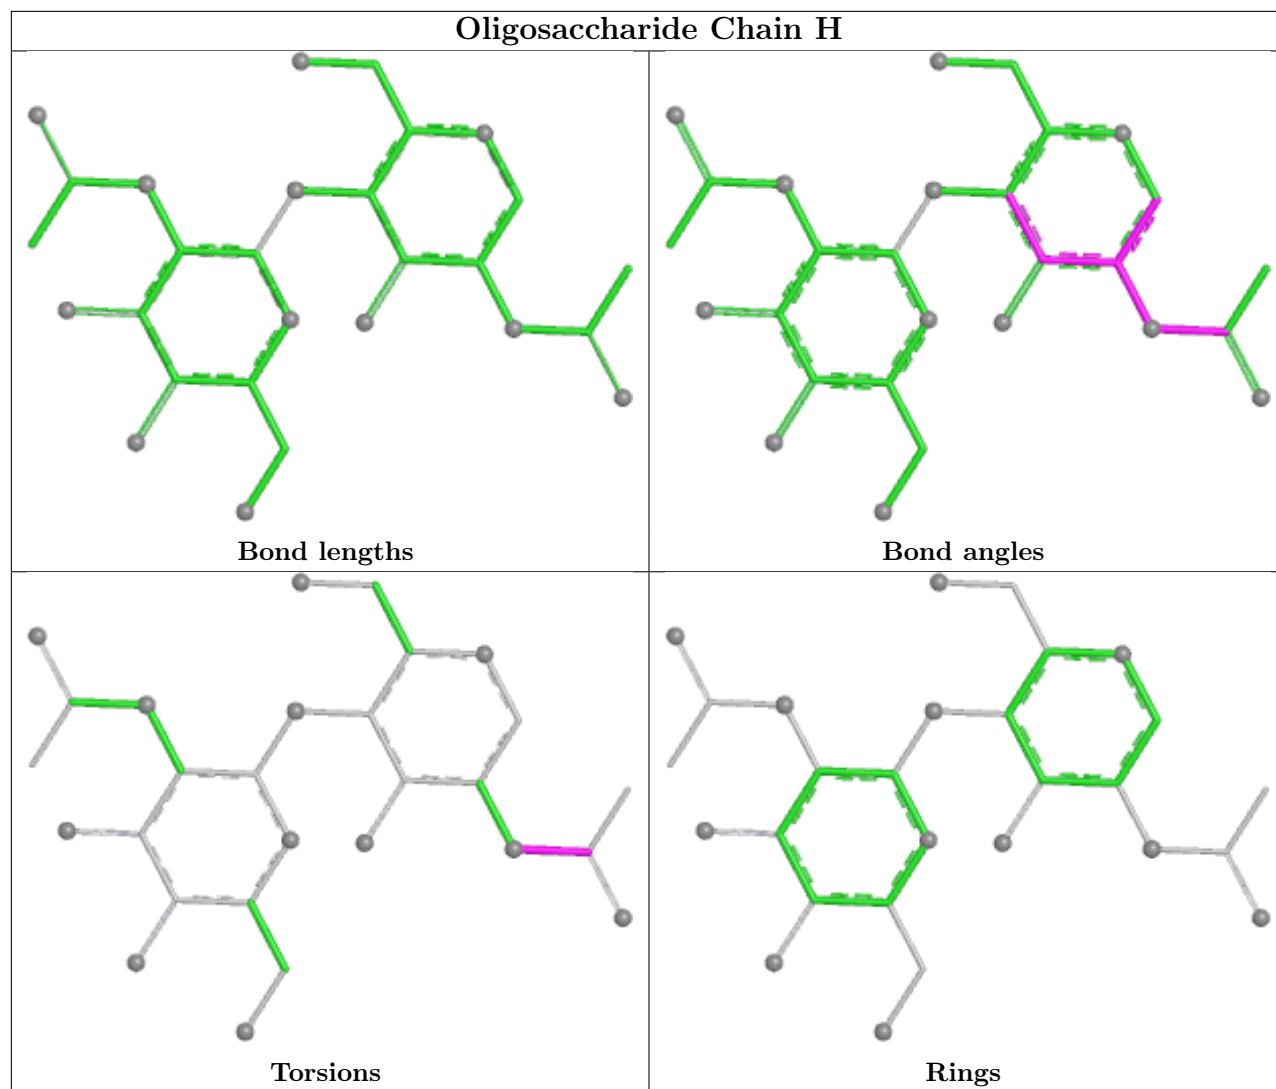 Oligosaccharide Chain H
Bond lengths
Bond angles
Torsions
Rings